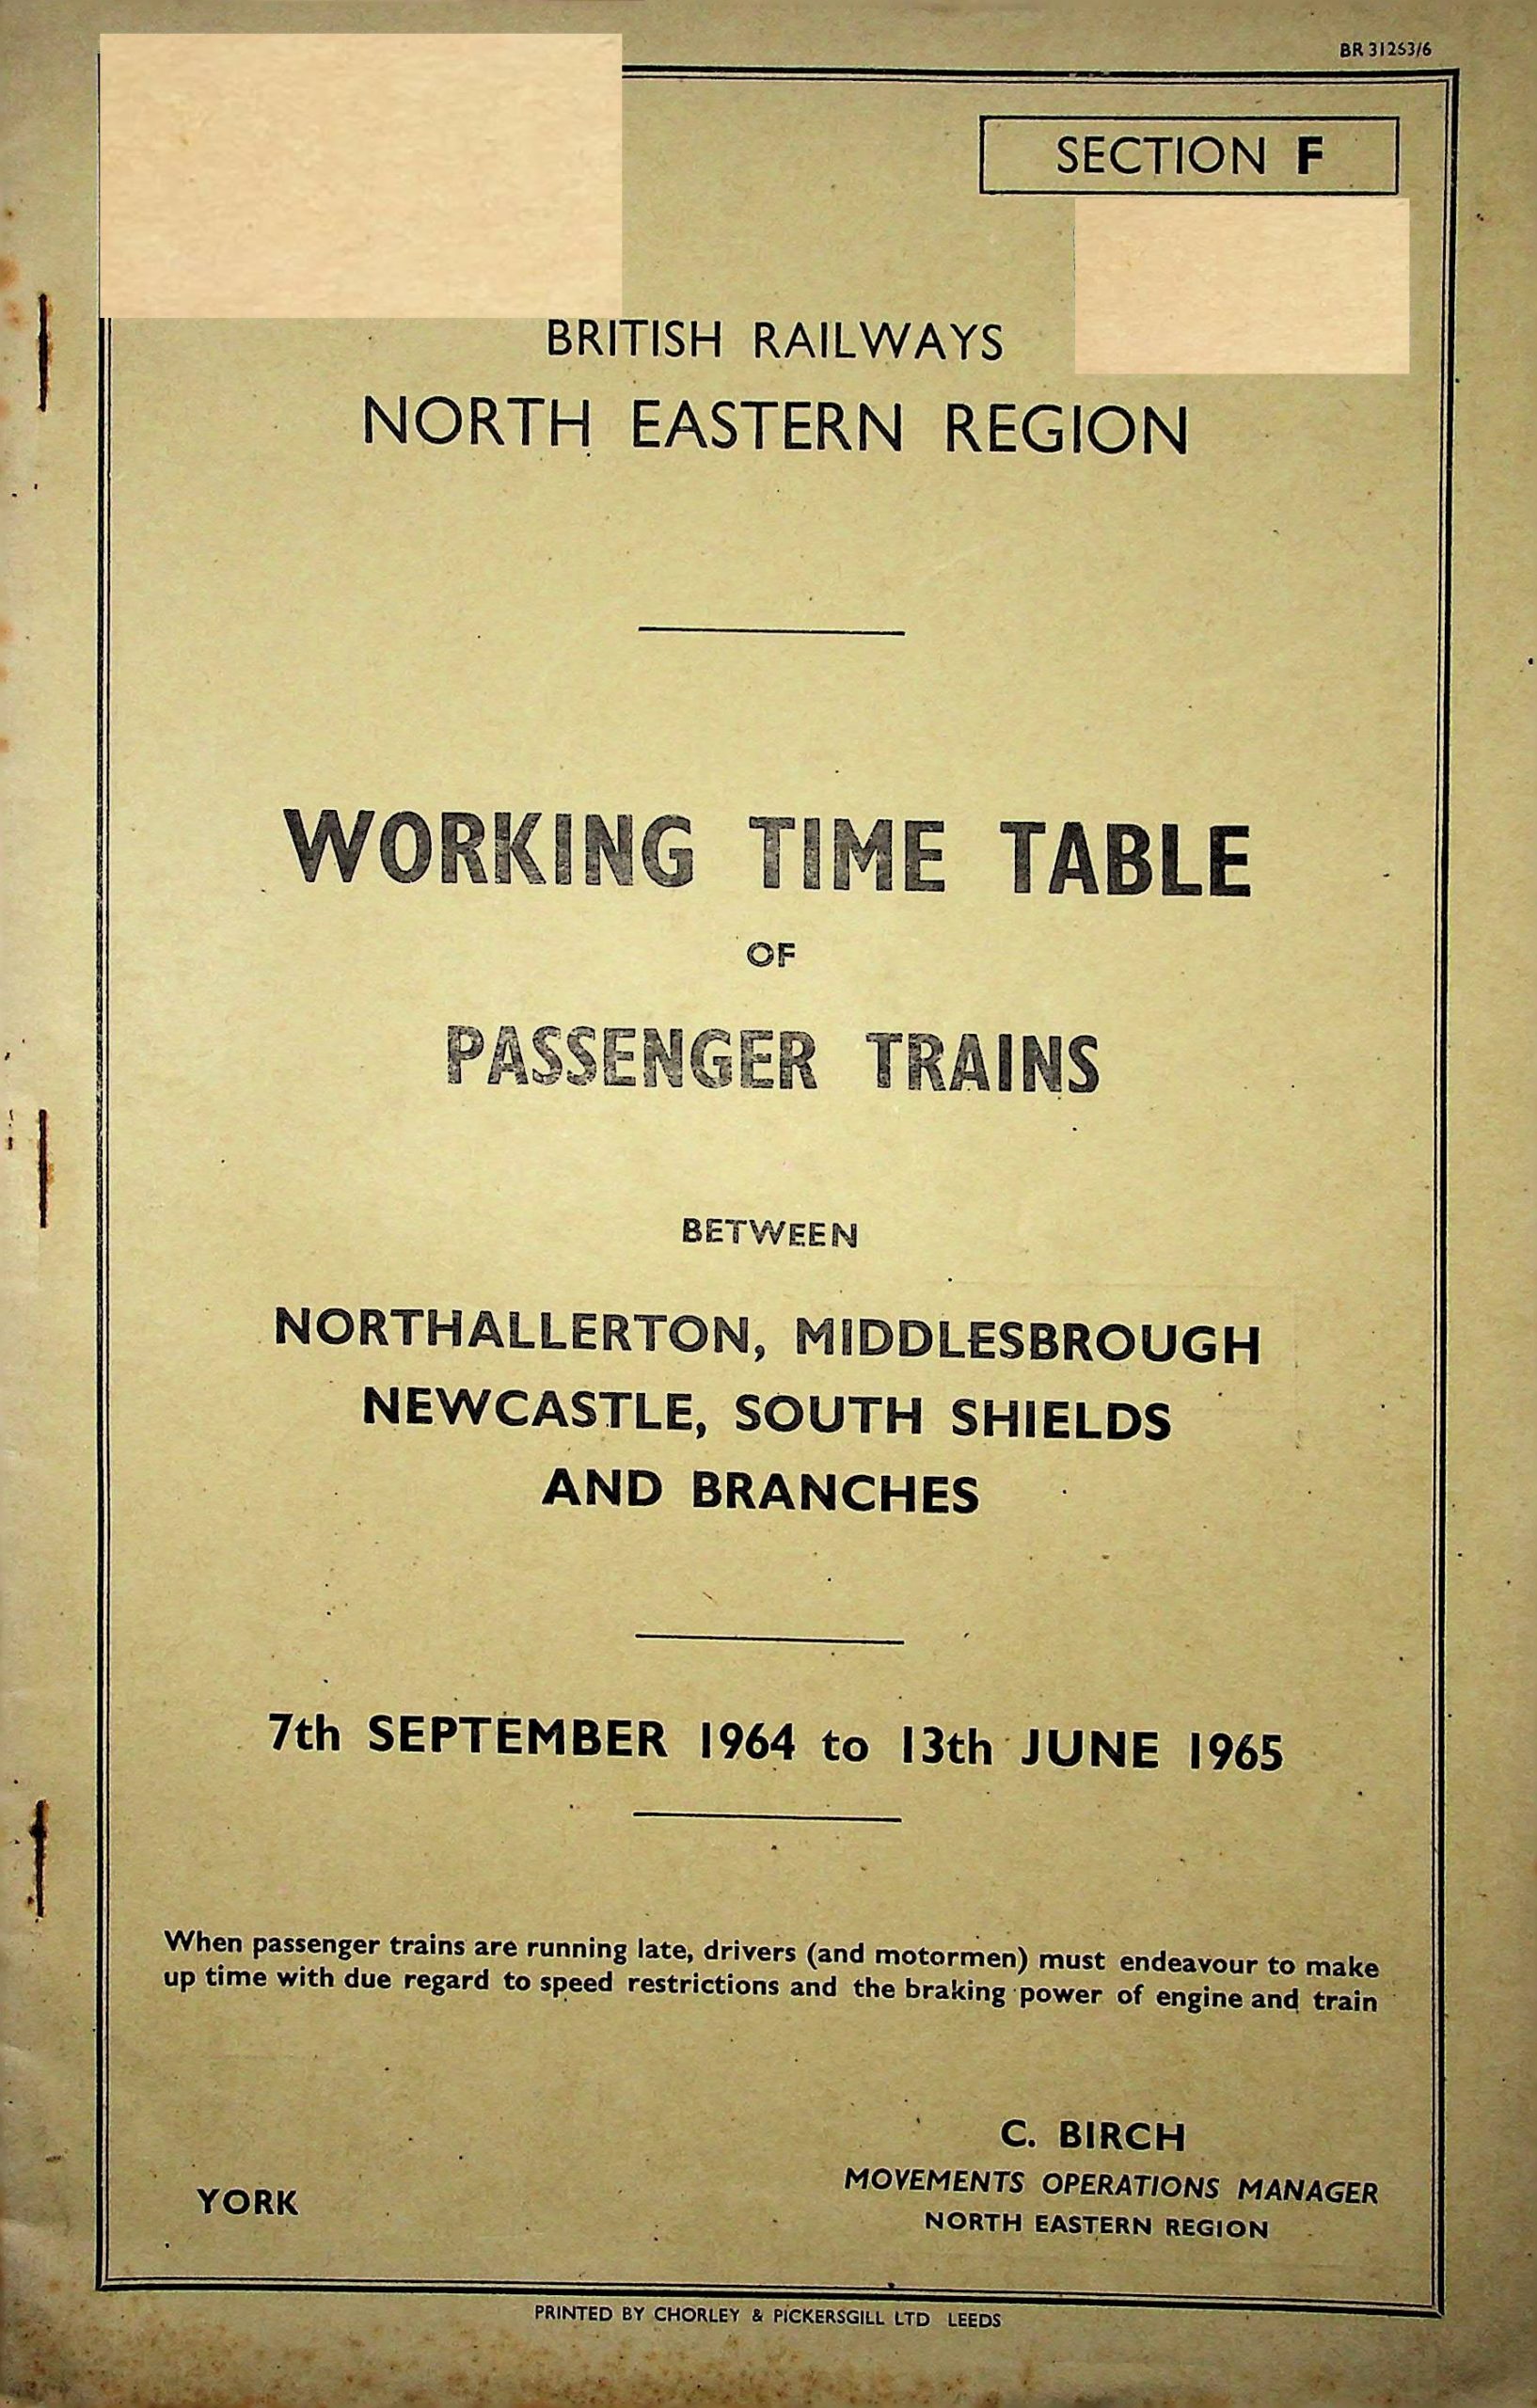 BR 31263/6
SECTION F
BRITISH RAILWAYS
NORTH EASTERN REGION
WORKING TIME TABLE
OF
PASSENGER TRAINS
BETWEEN
NORTHALLERTON, MIDDLESBROUGH
NEWCASTLE, SOUTH SHIELDS
AND BRANCHES
7th SEPTEMBER 1964 to 13th JUNE 1965
When passenger trains are running late, drivers (and motormen) must endeavour to make
up time with due regard to speed restrictions and the braking power of engine and train
C. BIRCH
MOVEMENTS OPERATIONS MANAGER
YORK
NORTH EASTERN REGION
PRINTED BY CHORLEY & PICKERSGILL LTD LEEDS